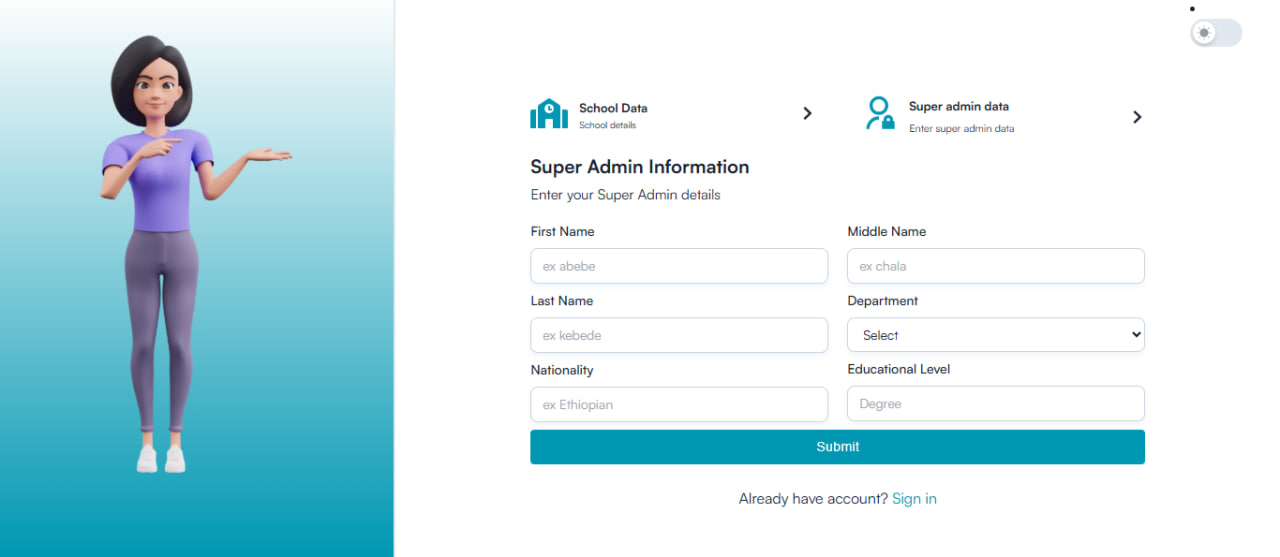 School Data
School details
Super admin data
Enter super admin data
Super Admin Information
Enter your Super Admin details
First Name
Middle Name
ex abebe
ex chala
Last Name
Department
ex kebede
Select
Nationality
Educational Level
ex Ethiopian
Degree
Submit
Already have account? Sign in